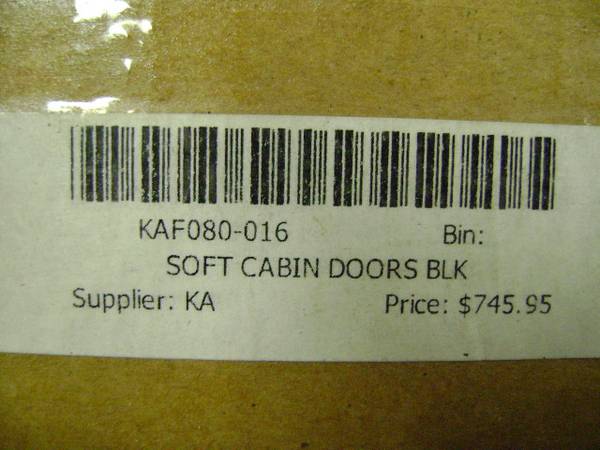 KAF080-016 Bin:
SOFT CABIN DOORS BLK
Supplier: KA Price: $745.95